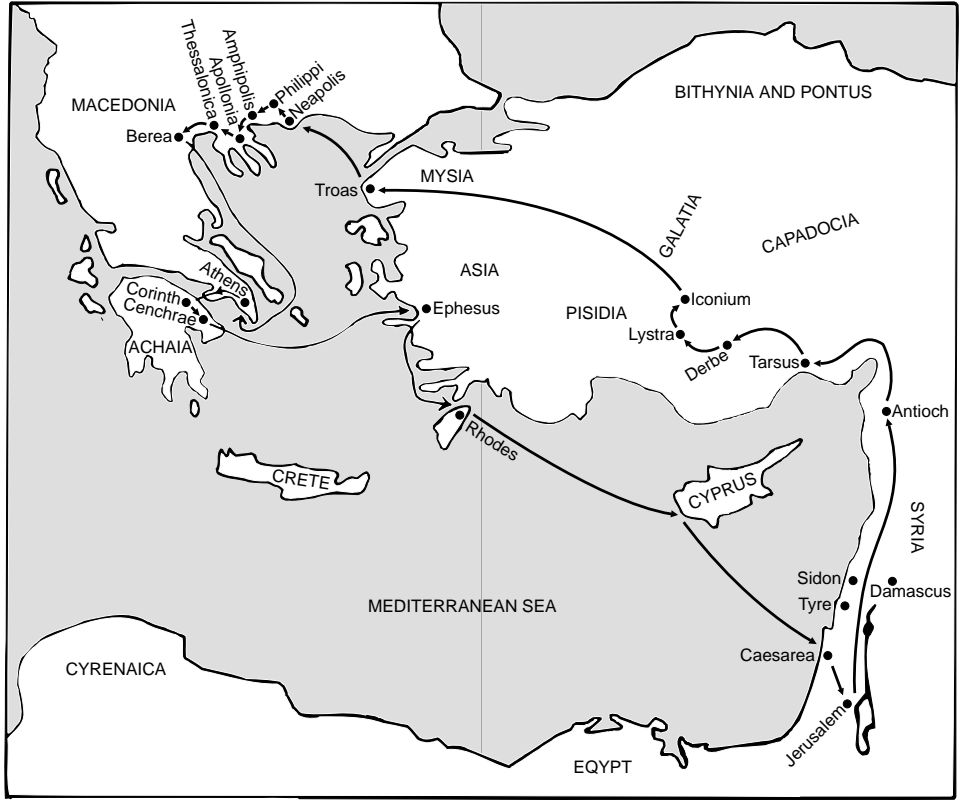 BITHYNIA AND PONTUS
Thessalonica
Apollonia
Amphipolis
Philippi
Neapolis
MACEDONIA
Berea
Troas
MYSIA
GALATIA
CAPADOCIA
ASIA
Athens
Corinth
Cenchrae
ACHAIA
Ephesus
PISIDIA
Iconium
Lystra
Derbe
Tarsus
Antioch
Rhodes
CRETE
CYPRUS
SYRIA
Sidon
Damascus
Tyre
MEDITERRANEAN SEA
Caesarea
CYRENAICA
Jerusalem
EQYPT